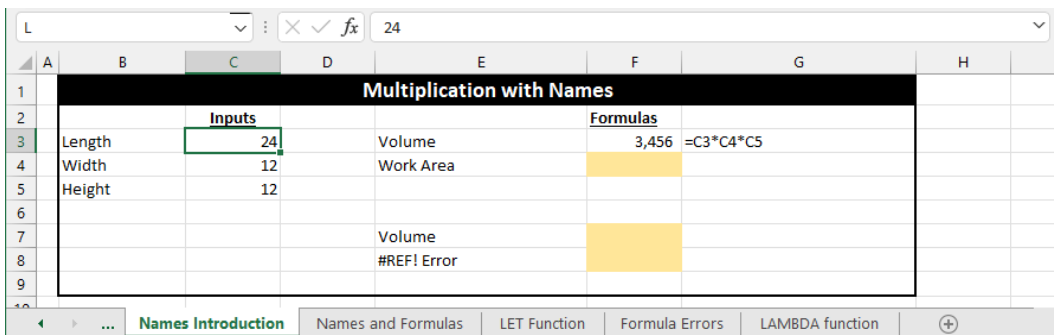 L fx 24
A B C D E F G H
1 Multiplication with Names
2 Inputs Formulas
3 Length 24 Volume 3,456 =C3*C4*C5
4 Width 12 Work Area
5 Height 12
6
7 Volume
8 #REF! Error
9
... Names Introduction Names and Formulas LET Function Formula Errors LAMBDA function